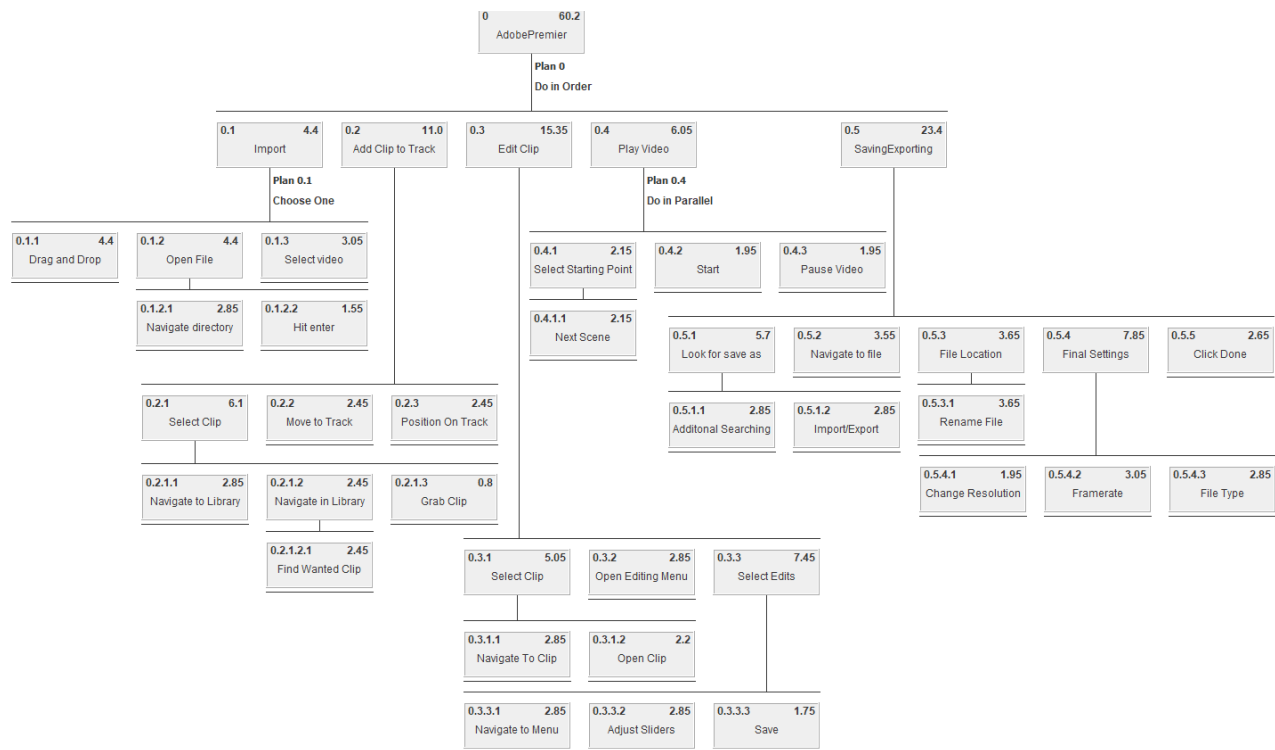 0 60.2
AdobePremier
Plan 0
Do in Order
0.1 4.4
Import
0.2 11.0
Add Clip to Track
0.3 15.35
Edit Clip
0.4 6.05
Play Video
0.5 23.4
SavingExporting
Plan 0.1
Choose One
Plan 0.4
Do in Parallel
0.1.1 4.4
Drag and Drop
0.1.2 4.4
Open File
0.1.3 3.05
Select video
0.1.2.1 2.85
Navigate directory
0.1.2.2 1.55
Hit enter
0.4.1 2.15
Select Starting Point
0.4.2 1.95
Start
0.4.3 1.95
Pause Video
0.4.1.1 2.15
Next Scene
0.5.1 5.7
Look for save as
0.5.2 3.55
Navigate to file
0.5.3 3.65
File Location
0.5.4 7.85
Final Settings
0.5.5 2.65
Click Done
0.5.1.1 2.85
Additonal Searching
0.5.1.2 2.85
Import/Export
0.5.3.1 3.65
Rename File
0.5.4.1 1.95
Change Resolution
0.5.4.2 3.05
Framerate
0.5.4.3 2.85
File Type
0.2.1 6.1
Select Clip
0.2.2 2.45
Move to Track
0.2.3 2.45
Position On Track
0.2.1.1 2.85
Navigate to Library
0.2.1.2 2.45
Navigate in Library
0.2.1.3 0.8
Grab Clip
0.2.1.2.1 2.45
Find Wanted Clip
0.3.1 5.05
Select Clip
0.3.2 2.85
Open Editing Menu
0.3.3 7.45
Select Edits
0.3.1.1 2.85
Navigate To Clip
0.3.1.2 2.2
Open Clip
0.3.3.1 2.85
Navigate to Menu
0.3.3.2 2.85
Adjust Sliders
0.3.3.3 1.75
Save